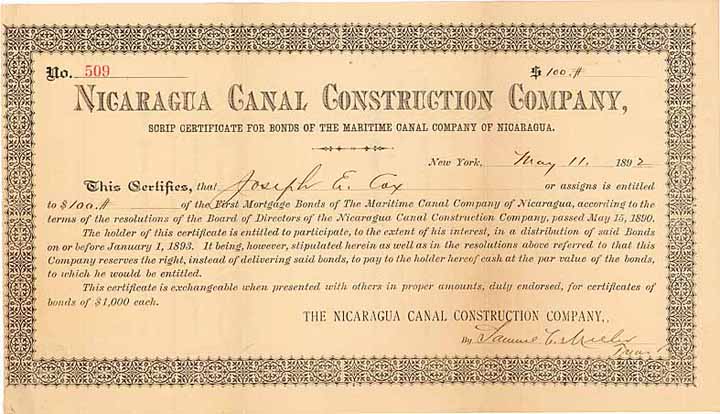 No. 509 $100.#
NICARAGUA CANAL CONSTRUCTION COMPANY,
SCRIP CERTIFICATE FOR BONDS OF THE MARITIME CANAL COMPANY OF NICARAGUA.
New York, May 11. 1892
This Certifies, that Joseph E. Cox or assigns is entitled
to $100.# of the First Mortgage Bonds of The Maritime Canal Company of Nicaragua, according to the
terms of the resolutions of the Board of Directors of the Nicaragua Canal Construction Company, passed May 15, 1890.
The holder of this certificate is entitled to participate, to the extent of his interest, in a distribution of said Bonds
on or before January 1, 1893. It being, however, stipulated herein as well as in the resolutions above referred to that this
Company reserves the right, instead of delivering said bonds, to pay to the holder hereof cash at the par value of the bonds,
to which he would be entitled.
This certificate is exchangeable when presented with others in proper amounts, duly endorsed, for certificates of
bonds of $1,000 each.
THE NICARAGUA CANAL CONSTRUCTION COMPANY,.
By Samuel